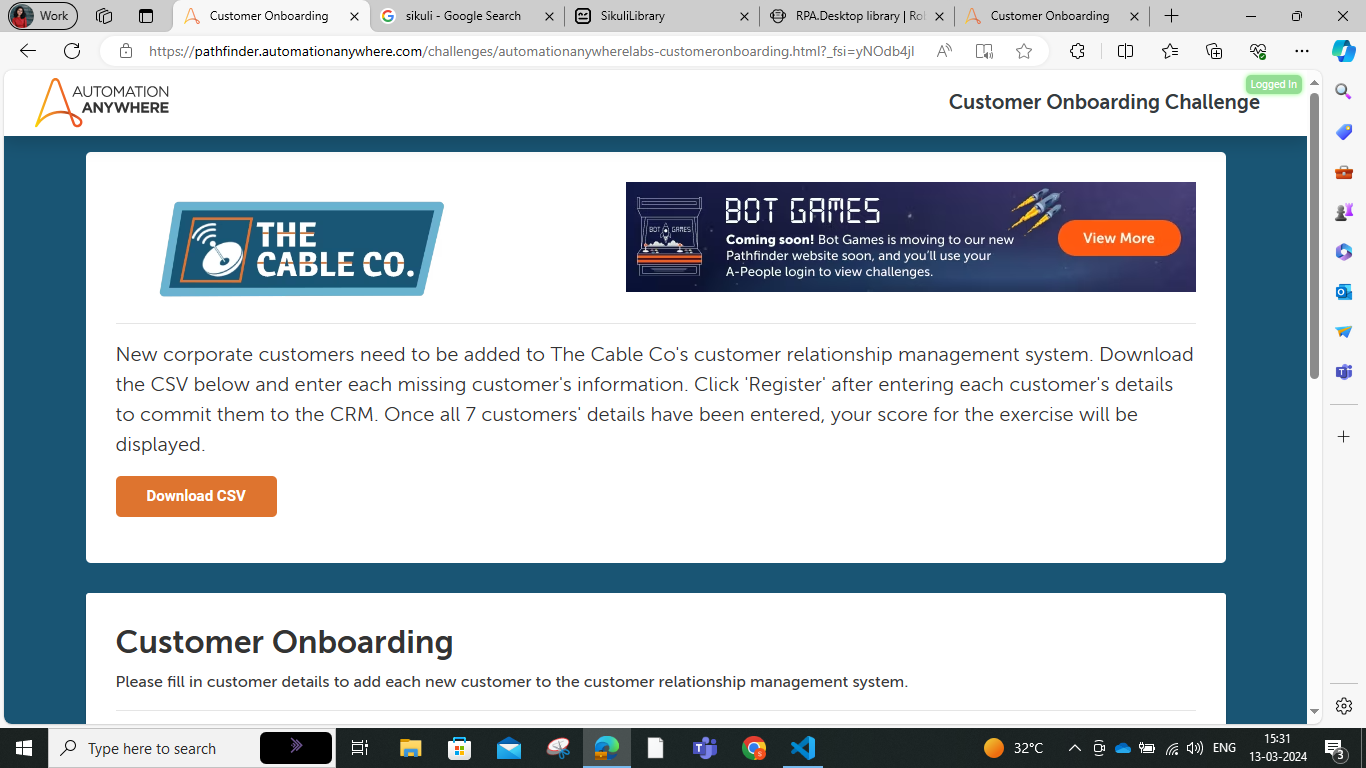 Work
Customer Onboarding
sikuli - Google Search
SikuliLibrary
RPA.Desktop library | Ro
Customer Onboarding
https://pathfinder.automationanywhere.com/challenges/automationanywherelabs-customeronboarding.html?_fsi=yNOdb4jI
AUTOMATION
ANYWHERE
Customer Onboarding Challenge
Logged In
THE
CABLE CO.
BOT GAMES
BOT GAMES
Coming soon! Bot Games is moving to our new
Pathfinder website soon, and you'll use your
A-People login to view challenges.
View More
New corporate customers need to be added to The Cable Co's customer relationship management system. Download
the CSV below and enter each missing customer's information. Click 'Register' after entering each customer's details
to commit them to the CRM. Once all 7 customers' details have been entered, your score for the exercise will be
displayed.
Download CSV
Customer Onboarding
Please fill in customer details to add each new customer to the customer relationship management system.
Type here to search
32°C
ENG
15:31
13-03-2024
3